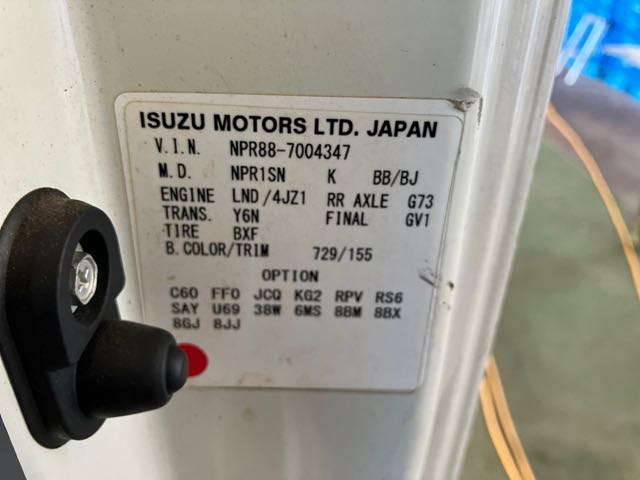 ISUZU MOTORS LTD. JAPAN
V.I.N. NPR88-7004347
M.D. NPR1SN K BB/BJ
ENGINE LND/4JZ1 RR AXLE G73
TRANS. Y6N FINAL GV1
TIRE BXF
B.COLOR/TRIM 729/155
OPTION
C60 FF0 JCQ KG2 RPV RS6
SAY U69 38W 6MS 8BM 8BX
8GJ 8JJ